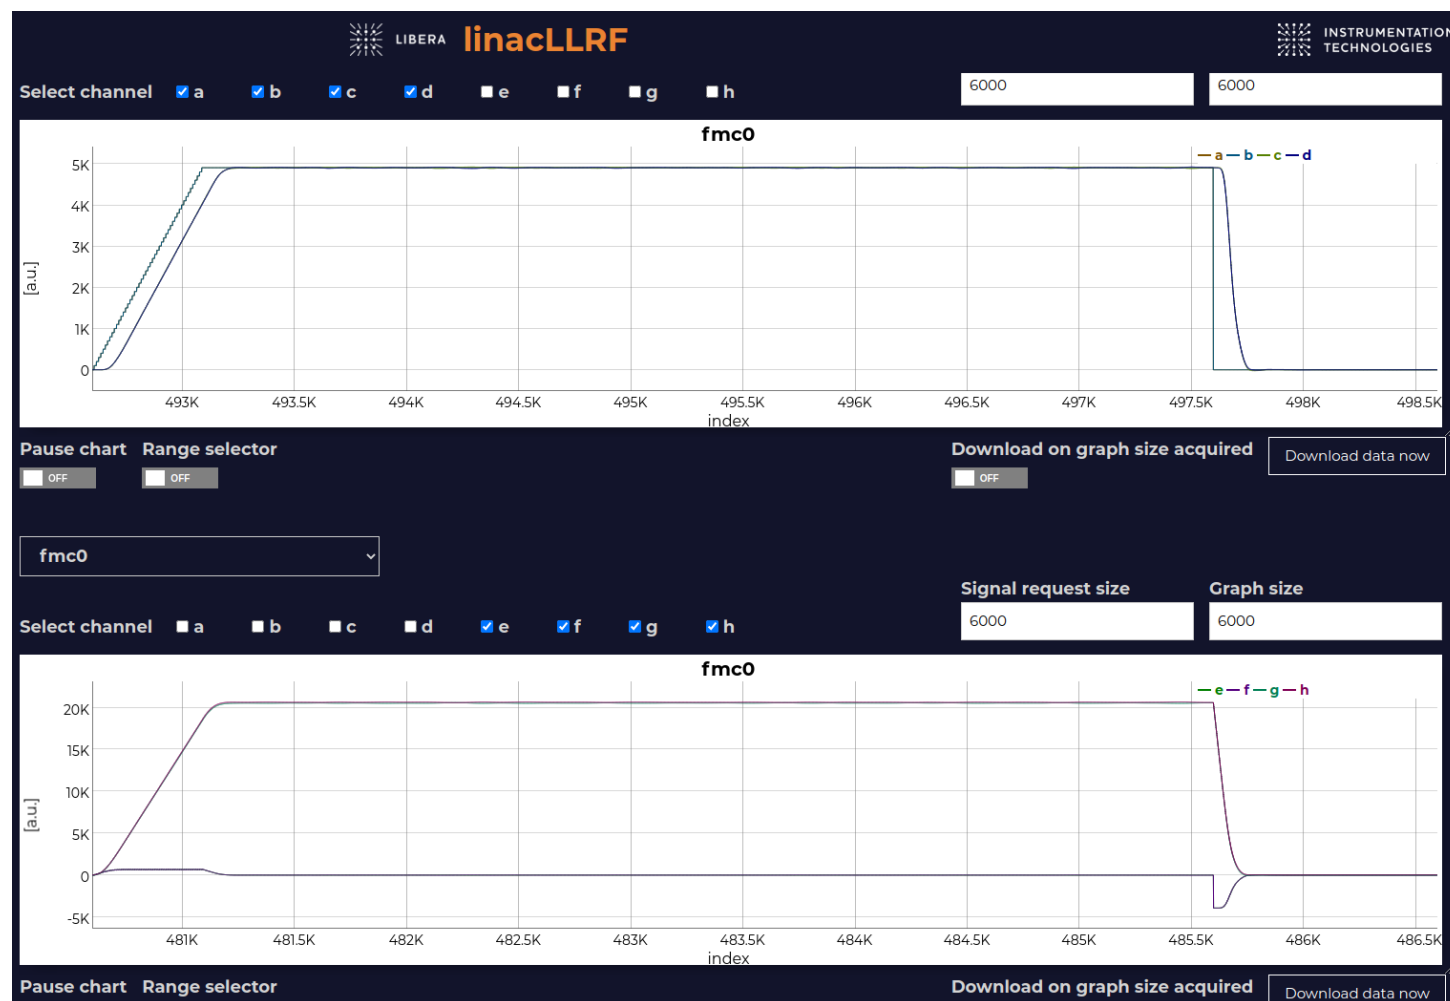 LIBERA linacLLRF INSTRUMENTATION TECHNOLOGIES
Select channel a b c d e f g h 6000 6000
fmc0
a b c d
5K
4K
3K
2K
1K
0
[a.u.]
493K 493.5K 494K 494.5K 495K 495.5K 496K 496.5K 497K 497.5K 498K 498.5K
index
Pause chart Range selector Download on graph size acquired Download data now
OFF OFF OFF
fmc0
Signal request size Graph size
Select channel a b c d e f g h 6000 6000
fmc0
e f g h
20K
15K
10K
5K
0
-5K
[a.u.]
481K 481.5K 482K 482.5K 483K 483.5K 484K 484.5K 485K 485.5K 486K 486.5K
index
Pause chart Range selector Download on graph size acquired Download data now